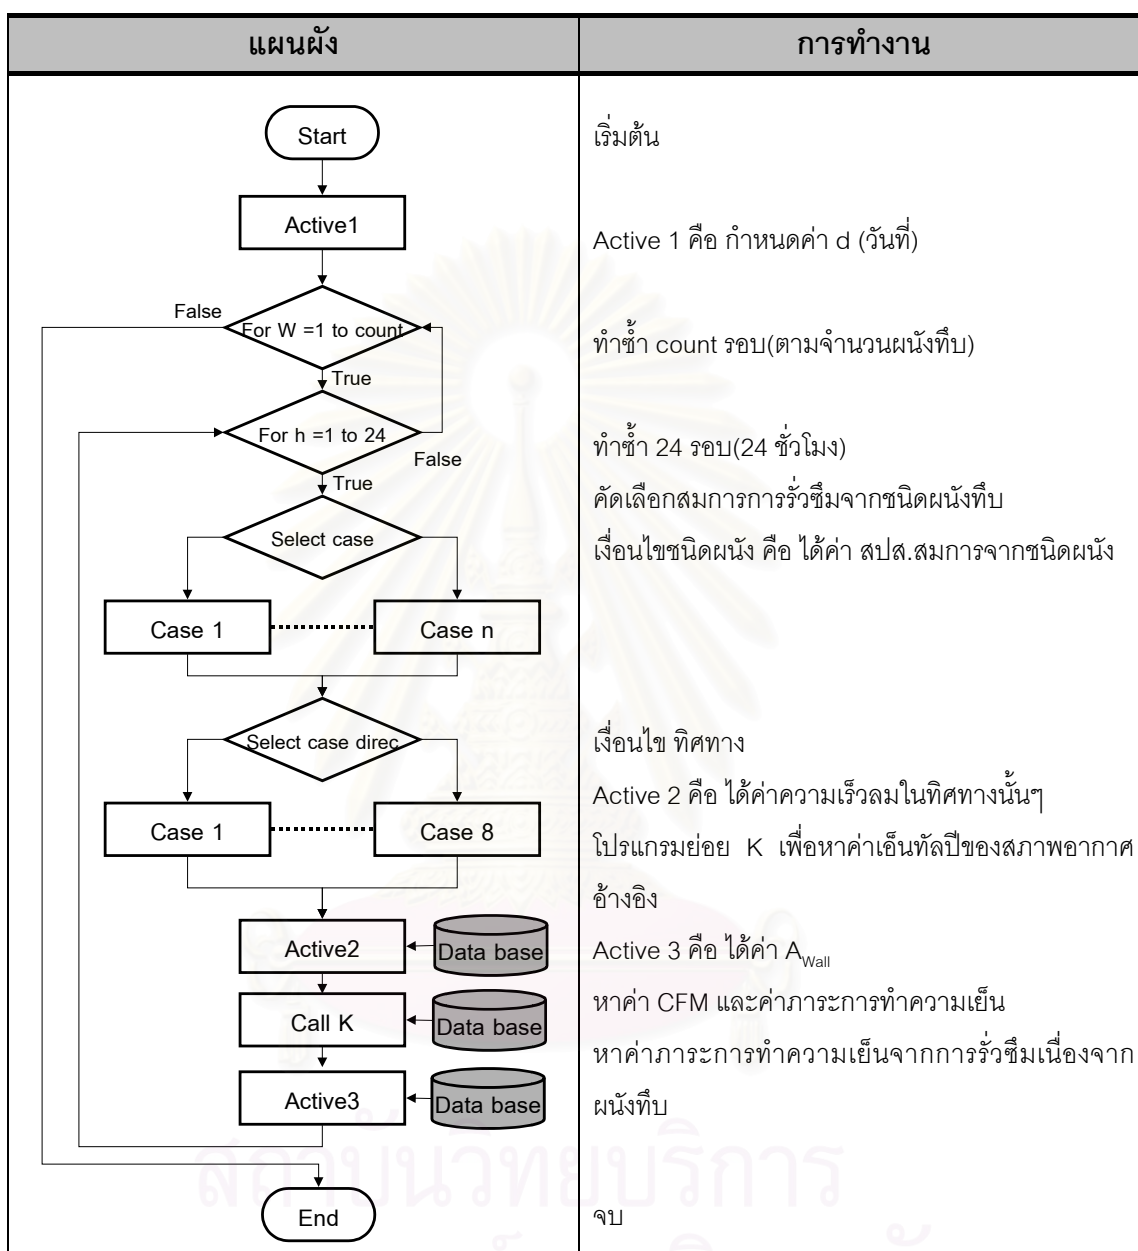 แผนผัง
การทำงาน
Start
เริ่มต้น
Active1
Active 1 คือ กำหนดค่า d (วันที่)
False
For W =1 to count
ทำซ้ำ count รอบ(ตามจำนวนผนังทึบ)
True
For h =1 to 24
ทำซ้ำ 24 รอบ(24 ชั่วโมง)
False
True
คัดเลือกสมการการรั่วซึมจากชนิดผนังทึบ
Select case
เงื่อนไขชนิดผนัง คือ ได้ค่า สปส.สมการจากชนิดผนัง
Case 1
Case n
Select case direc
เงื่อนไข ทิศทาง
Active 2 คือ ได้ค่าความเร็วลมในทิศทางนั้นๆ
Case 1
Case 8
โปรแกรมย่อย K เพื่อหาค่าเอ็นทัลปีของสภาพอากาศ
อ้างอิง
Active2
Data base
Active 3 คือ ได้ค่า AWall
Call K
Data base
หาค่า CFM และค่าภาระการทำความเย็น
หาค่าภาระการทำความเย็นจากการรั่วซึมเนื่องจาก
Active3
Data base
ผนังทึบ
สถาบันวิทยบริการ
End
จบ